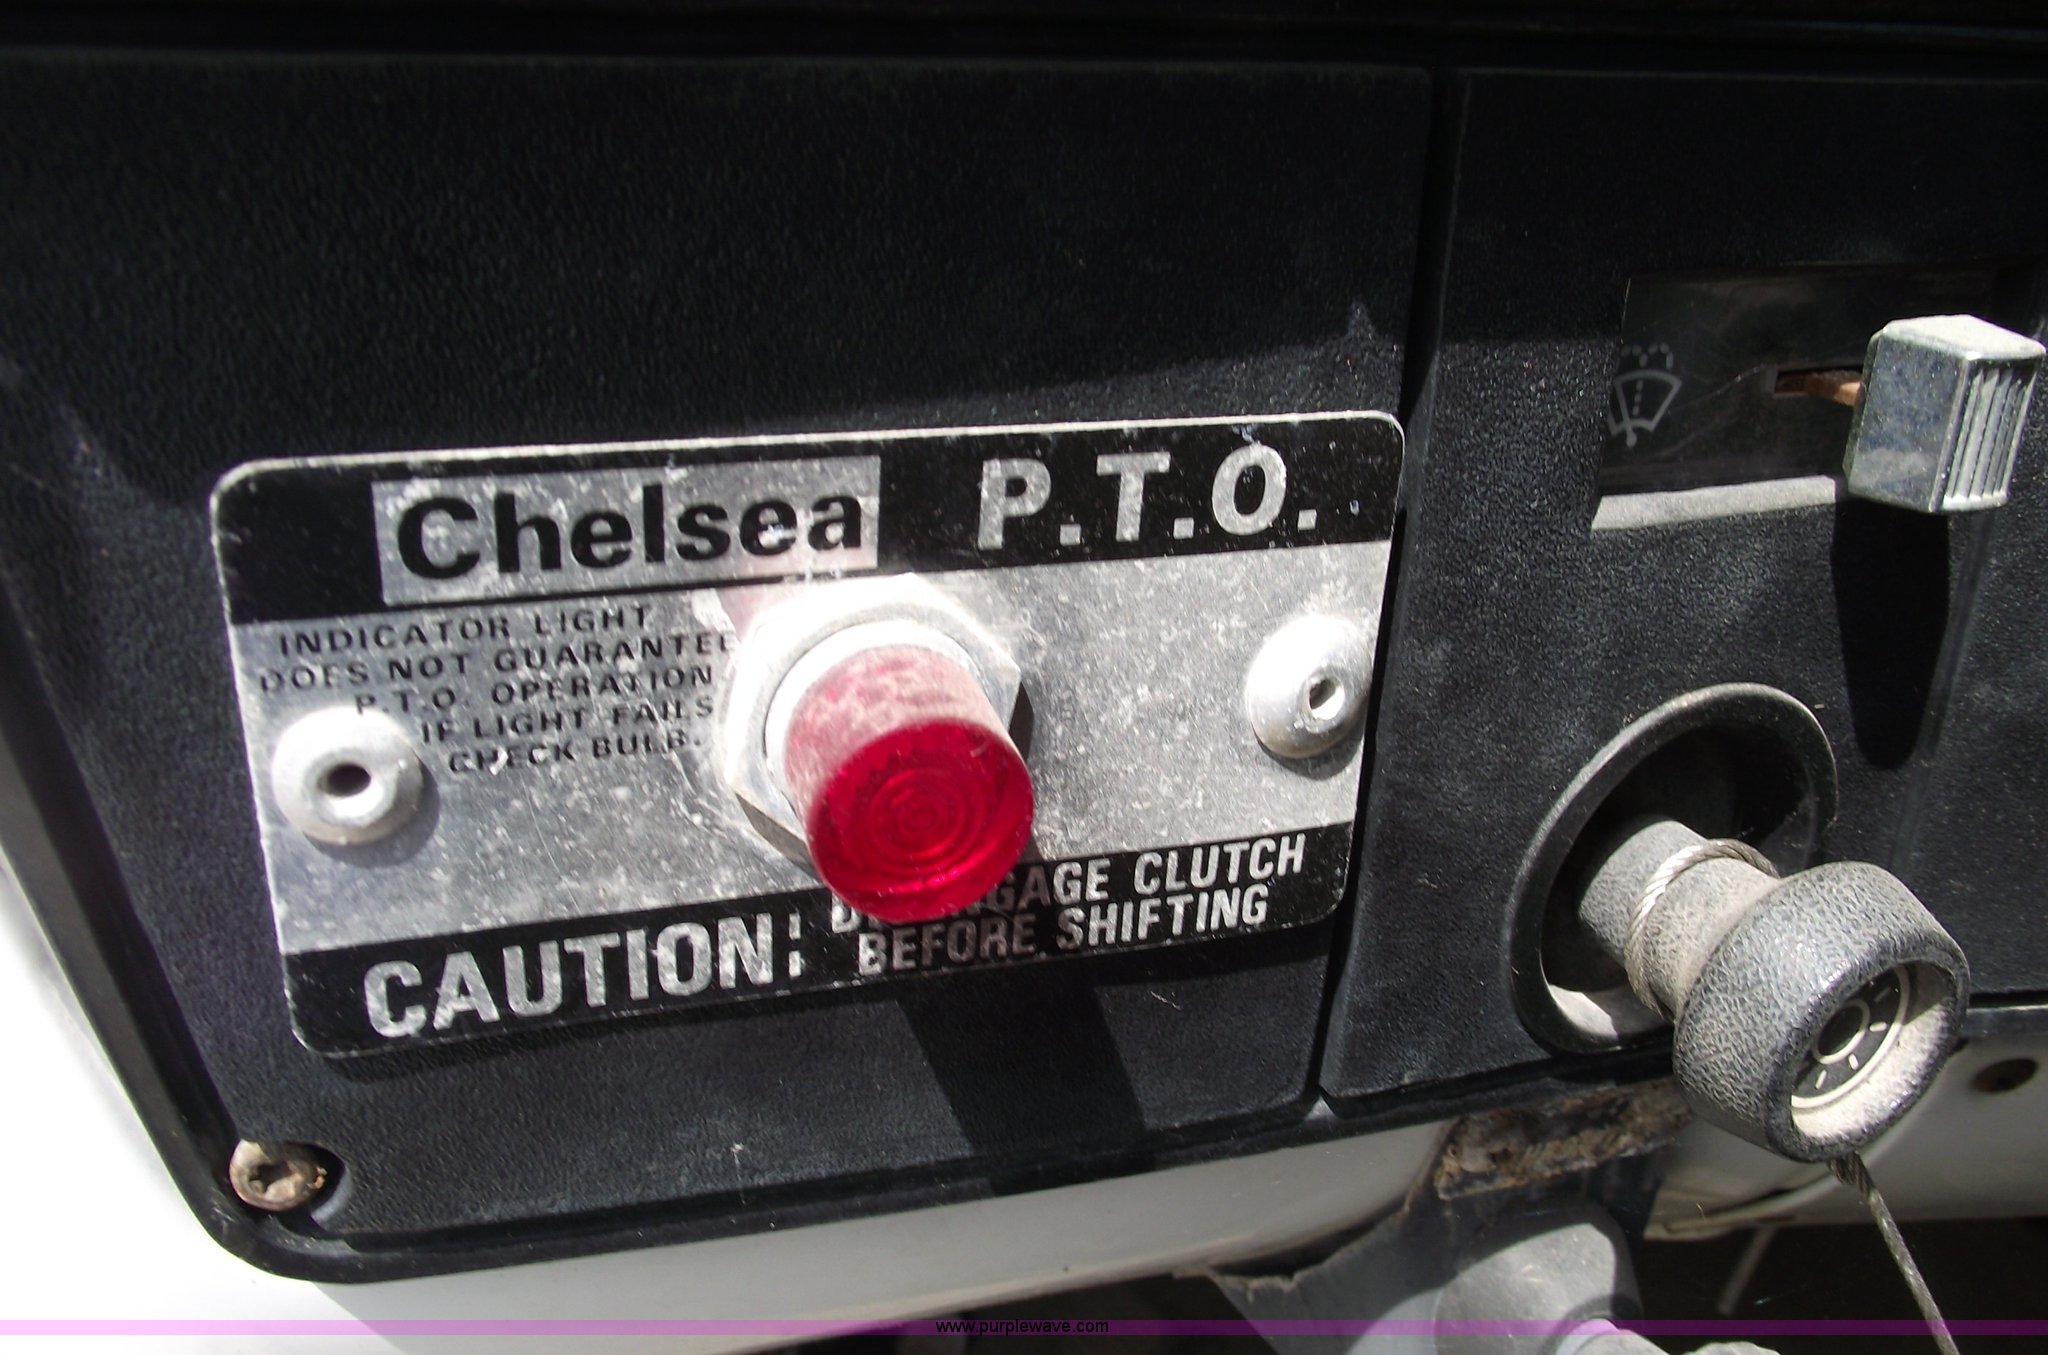 Chelsea P.T.O.
INDICATOR LIGHT
DOES NOT GUARANTEE
P.T.O. OPERATION
IF LIGHT FAILS
CHECK BULB.
CAUTION:
CLUTCH
BEFORE SHIFTING
www.purplewave.com